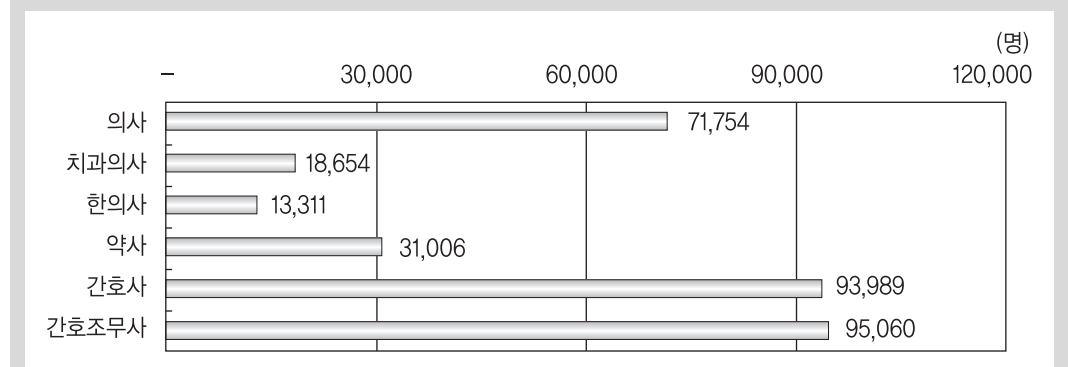 (명)
– 30,000 60,000 90,000 120,000
의사 71,754
치과의사 18,654
한의사 13,311
약사 31,006
간호사 93,989
간호조무사 95,060